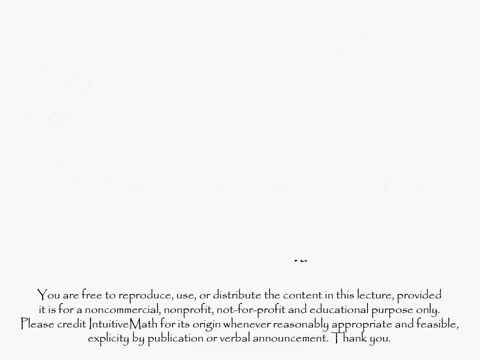 You are free to reproduce, use, or distribute the content in this lecture, provided
it is for a noncommercial, nonprofit, not-for-profit and educational purpose only.
Please credit IntuitiveMath for its origin whenever reasonably appropriate and feasible,
explicity by publication or verbal announcement. Thank you.